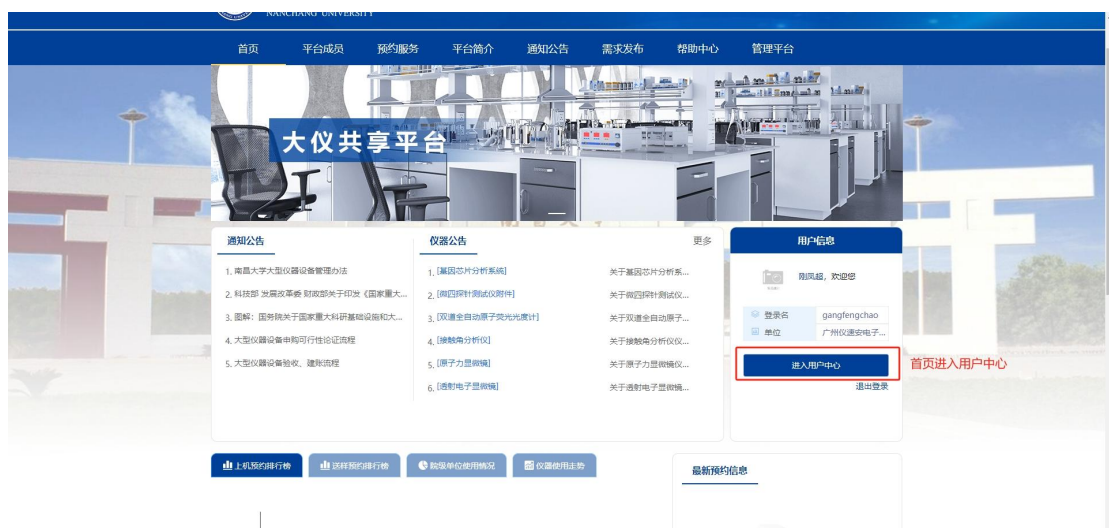 NANCHANG UNIVERSITY
首页 平台成员 预约服务 平台简介 通知公告 需求发布 帮助中心 管理平台
大仪共享平台
通知公告
1. 南昌大学大型仪器设备管理办法
2. 科技部 发展改革委 财政部关于印发《国家重大...
3. 图解：国务院关于国家重大科研基础设施和大...
4. 大型仪器设备申购可行性论证流程
5. 大型仪器设备验收、建账流程
仪器公告 更多
1. [基因芯片分析系统] 关于基因芯片分析系...
2. [微四探针测试仪附件] 关于微四探针测试仪...
3. [双道全自动原子荧光光度计] 关于双道全自动原子...
4. [接触角分析仪] 关于接触角分析仪仪...
5. [原子力显微镜] 关于原子力显微镜仪...
6. [透射电子显微镜] 关于透射电子显微镜...
用户信息
刚凤超，欢迎您
登录名 gangfengchao
单位 广州仪速安电子...
进入用户中心
首页进入用户中心
退出登录
上机预约排行榜 送样预约排行榜 院级单位使用情况 仪器使用走势
最新预约信息